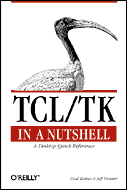 TCL/TK
IN A NUTSHELL
A Desktop Quick Reference
O'REILLY®
Paul Raines & Jeff Tranter